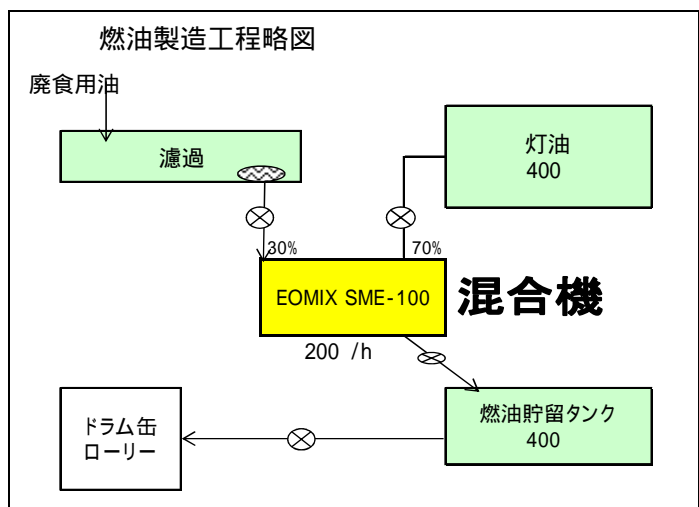 燃油製造工程略図
廃食用油
濾過
灯油
400
30%
70%
EOMIX SME-100
混合機
200 /h
ドラム缶
ローリー
燃油貯留タンク
400